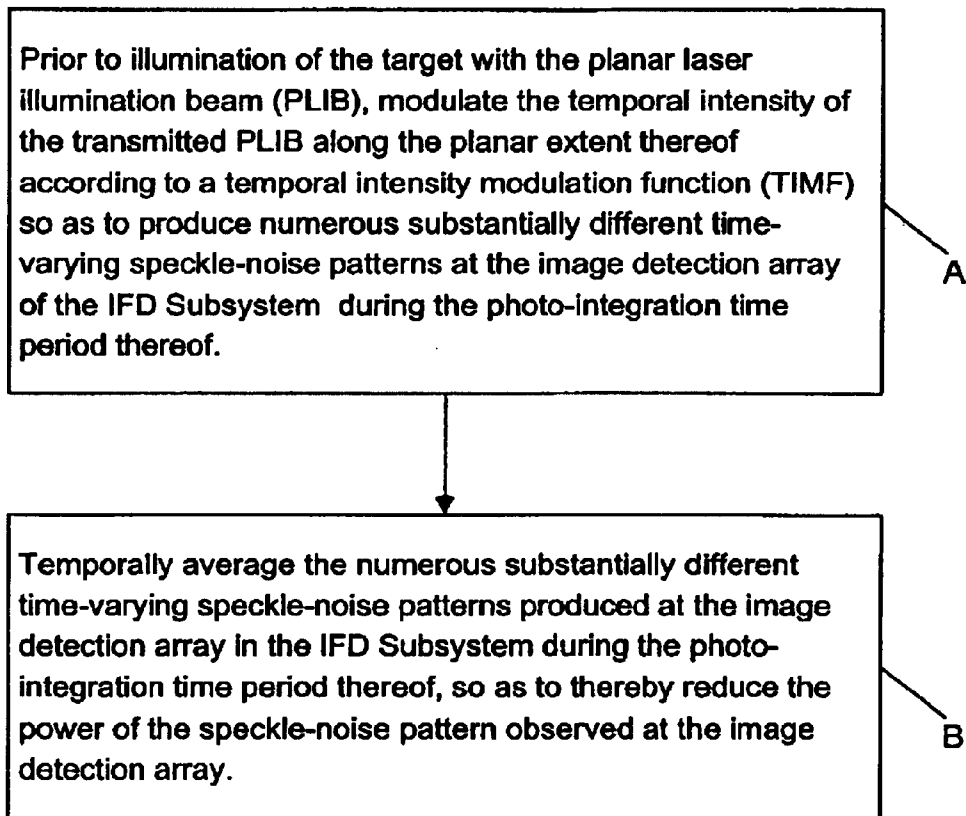 Prior to illumination of the target with the planar laser
illumination beam (PLIB), modulate the temporal intensity of
the transmitted PLIB along the planar extent thereof
according to a temporal intensity modulation function (TIMF)
so as to produce numerous substantially different time-
varying speckle-noise patterns at the image detection array
of the IFD Subsystem during the photo-integration time
period thereof.
A
Temporally average the numerous substantially different
time-varying speckle-noise patterns produced at the image
detection array in the IFD Subsystem during the photo-
integration time period thereof, so as to thereby reduce the
power of the speckle-noise pattern observed at the image
detection array.
B